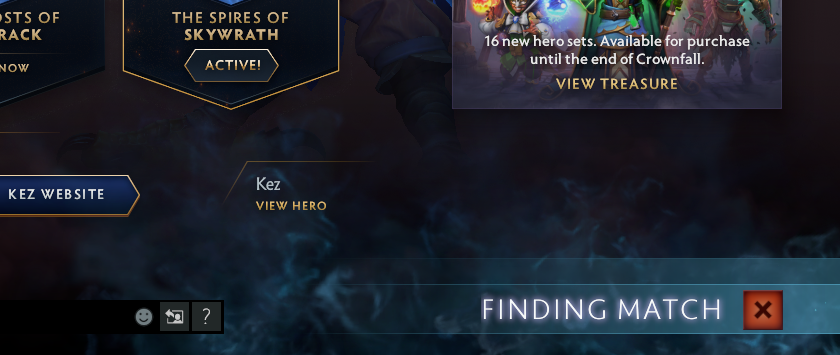 OSTS OF
RACK
NOW
THE SPIRES OF
SKYWRATH
ACTIVE!
16 new hero sets. Available for purchase
until the end of Crownfall.
VIEW TREASURE
KEZ WEBSITE
Kez
VIEW HERO
?
FINDING MATCH